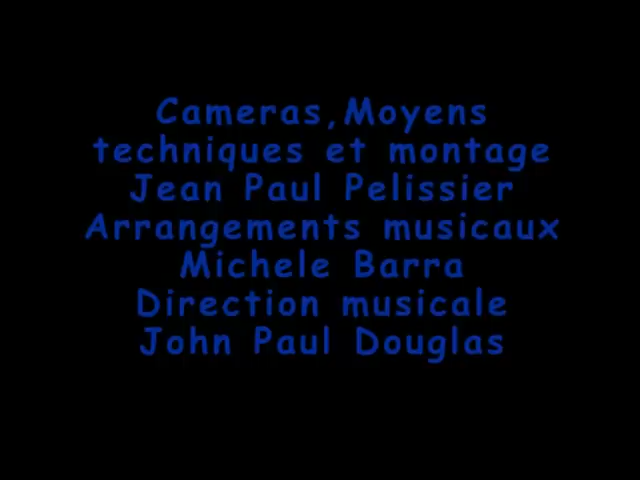 Cameras,Moyens
techniques et montage
Jean Paul Pelissier
Arrangements musicaux
Michele Barra
Direction musicale
John Paul Douglas